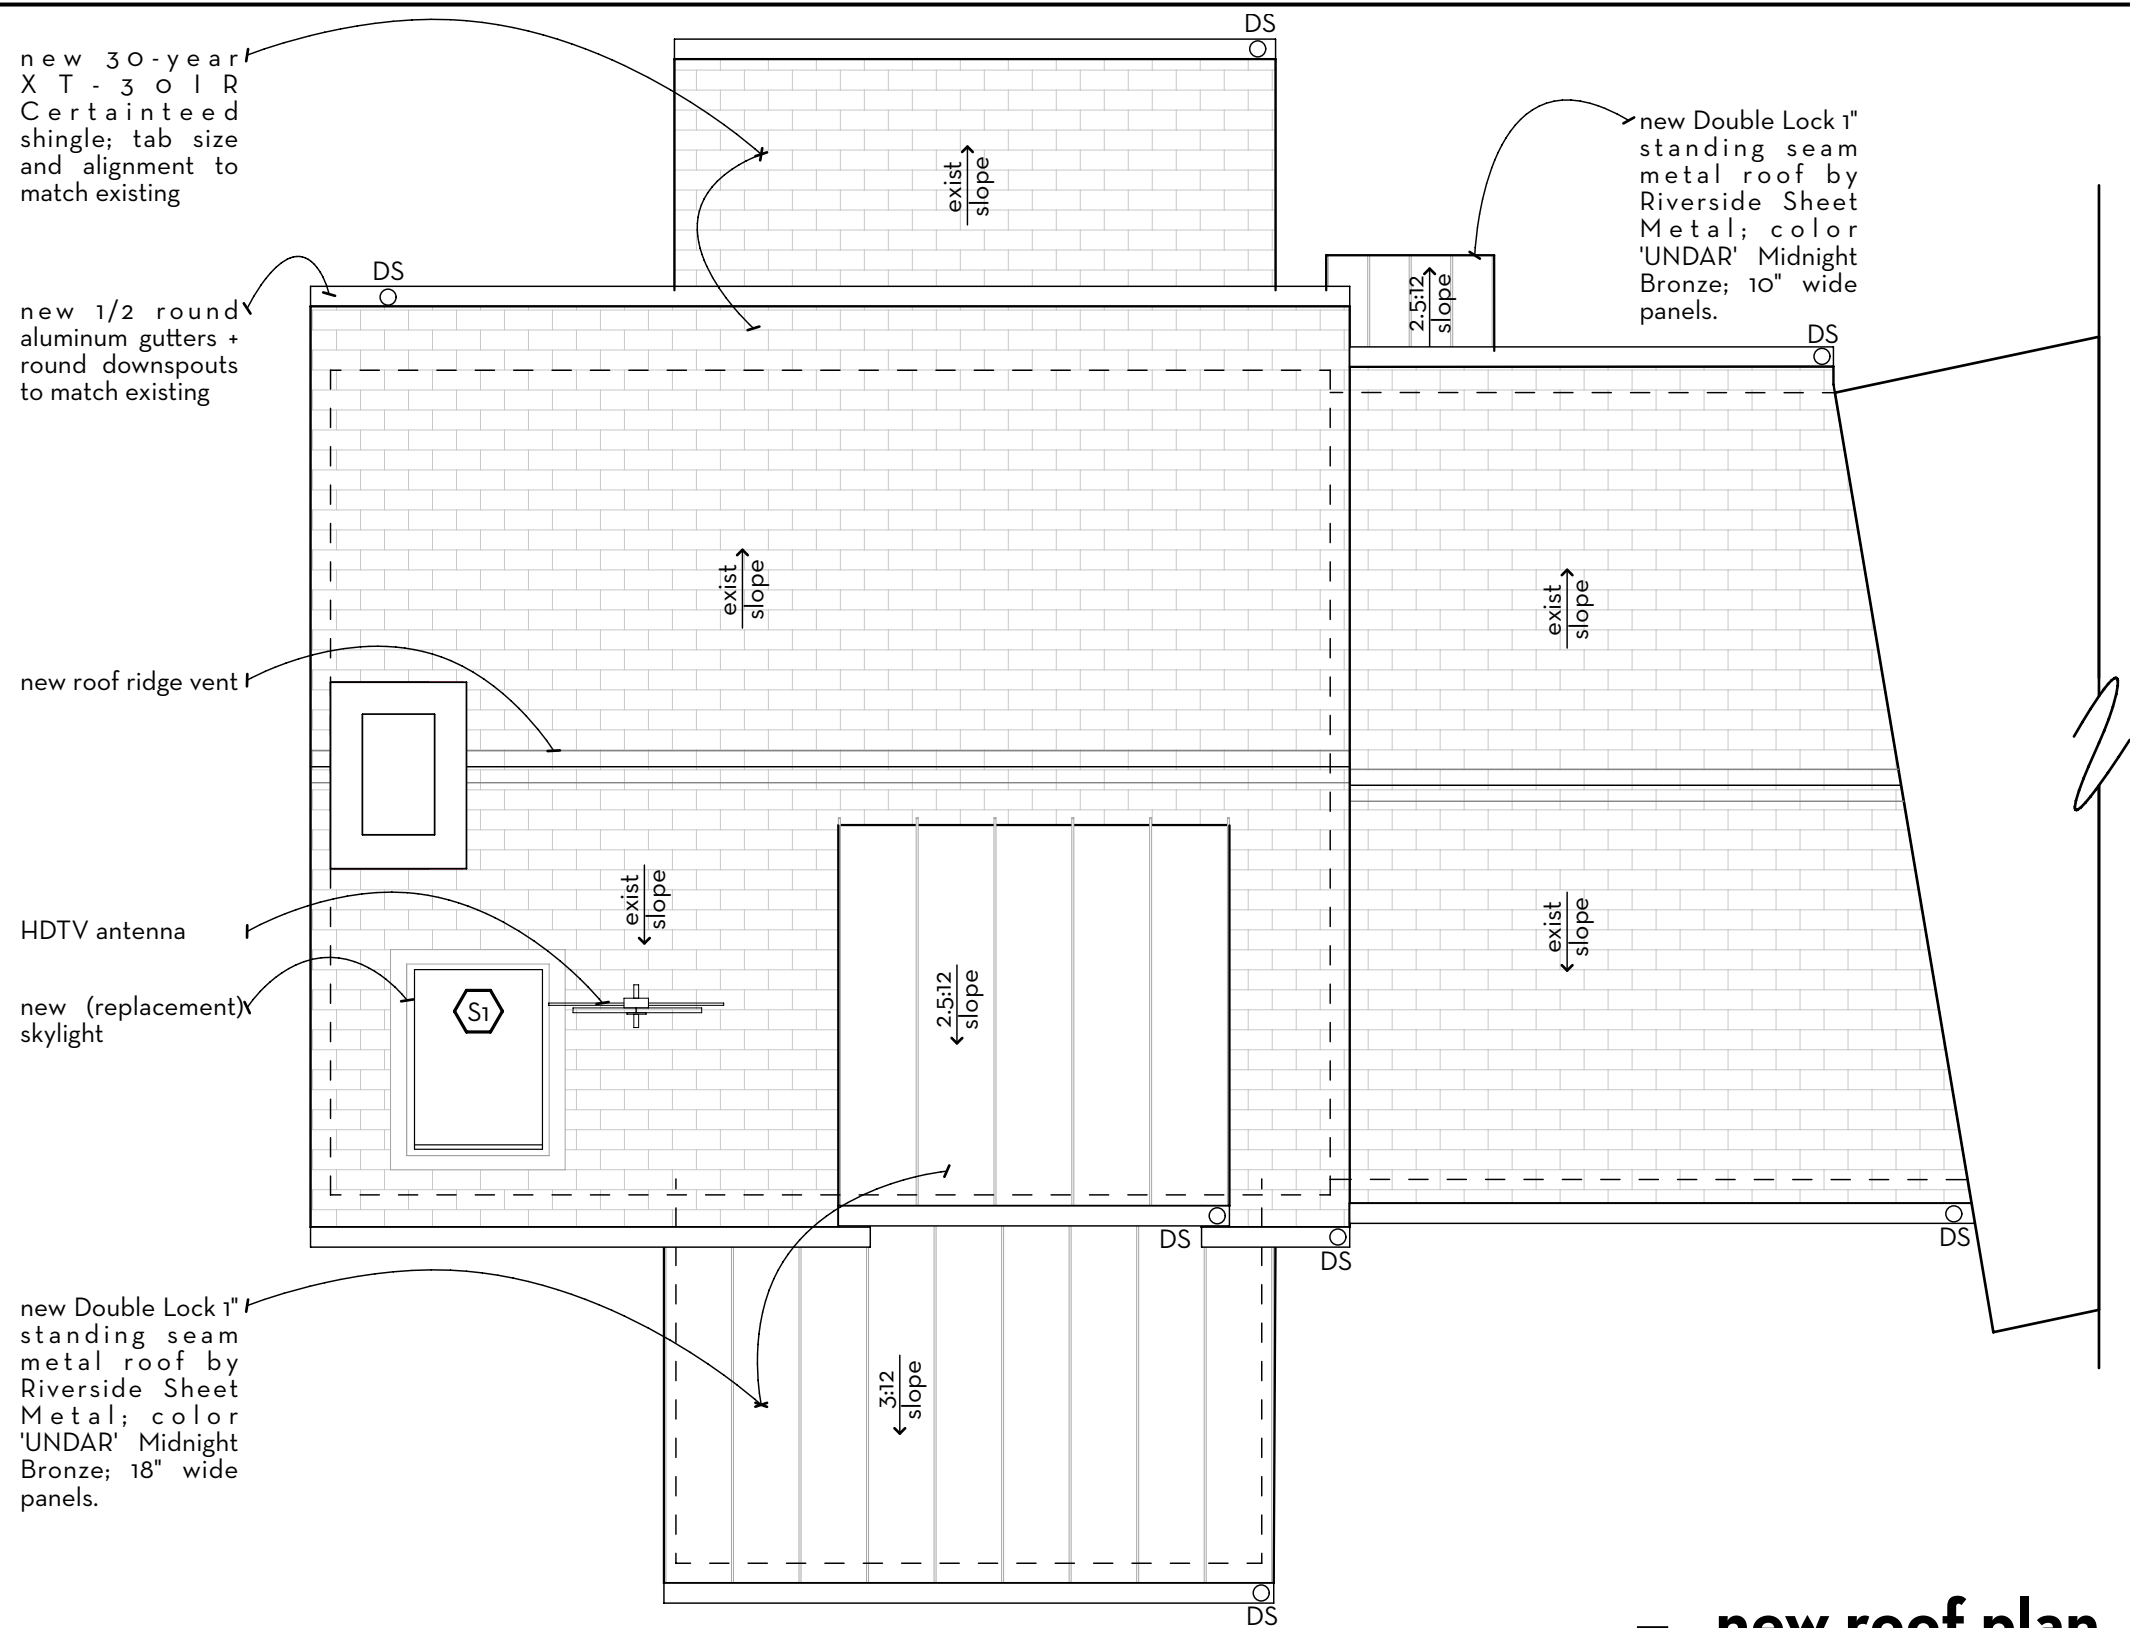 DS
new 30-year
XT-30IR
Certainteed
shingle; tab size
and alignment to
match existing
exist
slope
new Double Lock 1"
standing seam
metal roof by
Riverside Sheet
Metal; color
'UNDAR' Midnight
Bronze; 10" wide
panels.
DS
2.5:12
slope
new 1/2 round
aluminum gutters +
round downspouts
to match existing
DS
exist
slope
exist
slope
new roof ridge vent
exist
slope
exist
slope
HDTV antenna
new (replacement)
skylight
S1
2.5:12
slope
DS
DS
DS
new Double Lock 1"
standing seam
metal roof by
Riverside Sheet
Metal; color
'UNDAR' Midnight
Bronze; 18" wide
panels.
3:12
slope
DS
new roof plan